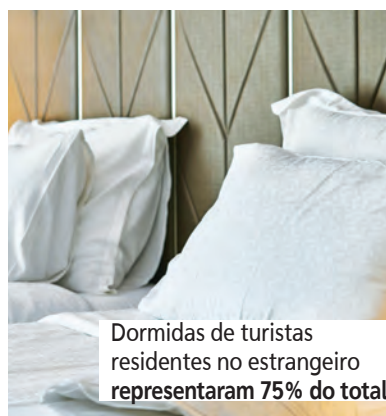 Dormidas de turistas
residentes no estrangeiro
representaram 75% do total